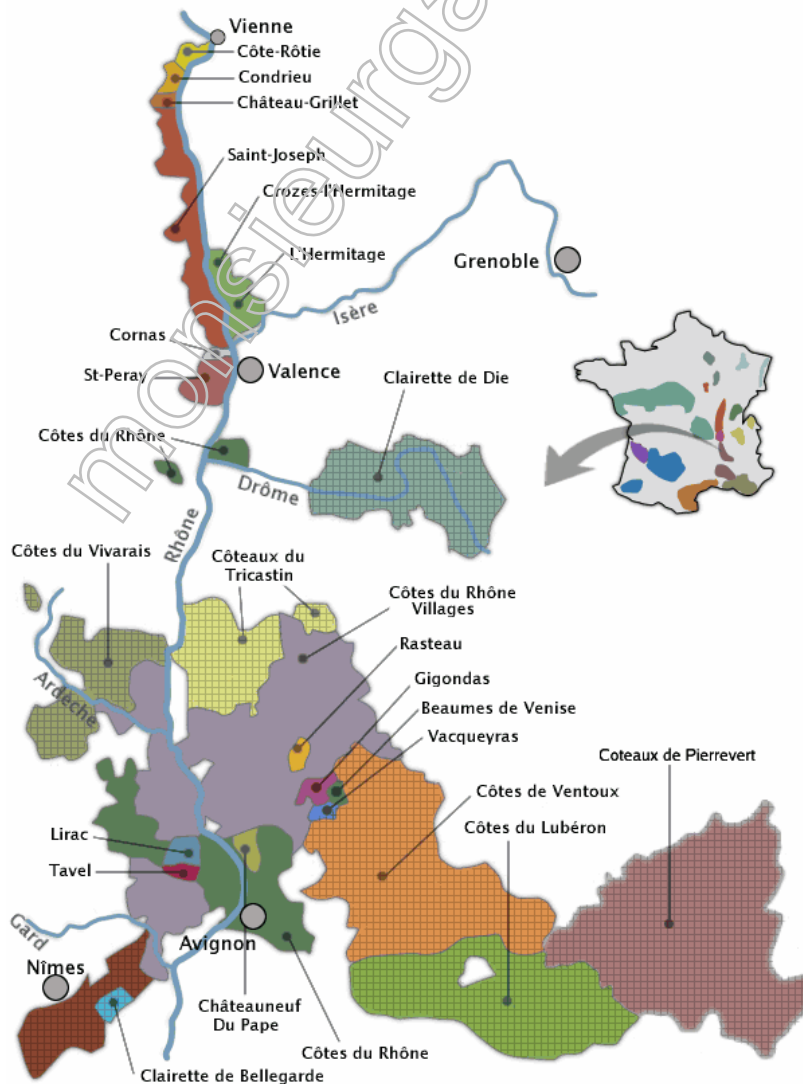 Vienne
Côte-Rôtie
Condrieu
Château-Grillet
Saint-Joseph
Crozes-l'Hermitage
L'Hermitage
Grenoble
Isère
Cornas
Valence
St-Peray
Clairette de Die
Côtes du Rhône
Drôme
Rhône
Côtes du Vivarais
Côteaux du
Tricastin
Côtes du Rhône
Villages
Rasteau
Ardèche
Gigondas
Beaumes de Venise
Vacqueyras
Coteaux de Pierrevert
Côtes de Ventoux
Lirac
Côtes du Lubéron
Tavel
Gard
Avignon
Nîmes
Châteauneuf
Du Pape
Côtes du Rhône
Clairette de Bellegarde